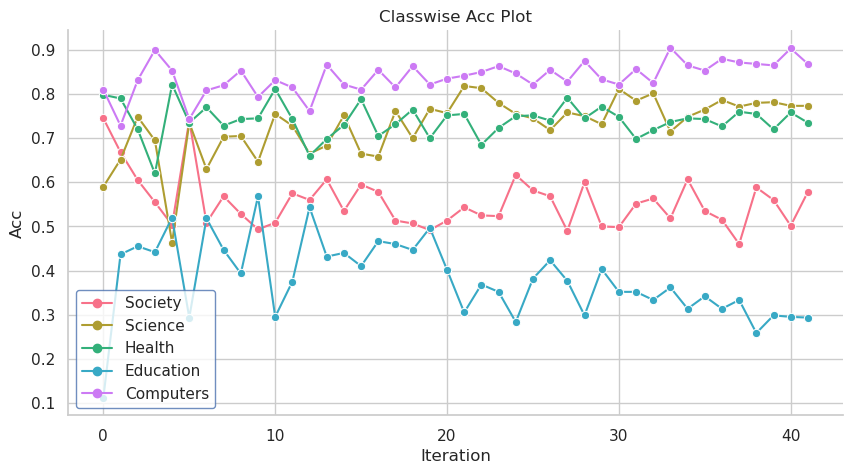 Classwise Acc Plot
Acc
0.9
0.8
0.7
0.6
0.5
0.4
0.3
0.2
0.1
Society
Science
Health
Education
Computers
0 10 20 30 40
Iteration